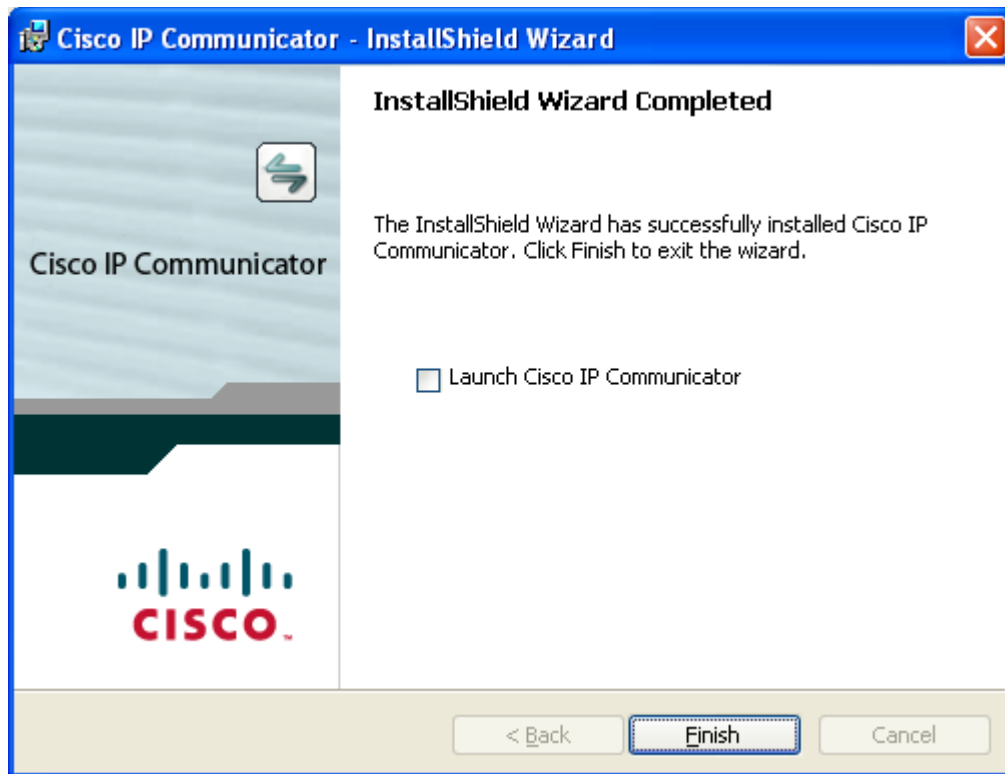 Cisco IP Communicator - InstallShield Wizard
InstallShield Wizard Completed
The InstallShield Wizard has successfully installed Cisco IP
Communicator. Click Finish to exit the wizard.
Cisco IP Communicator
Launch Cisco IP Communicator
CISCO™
< Back
Finish
Cancel